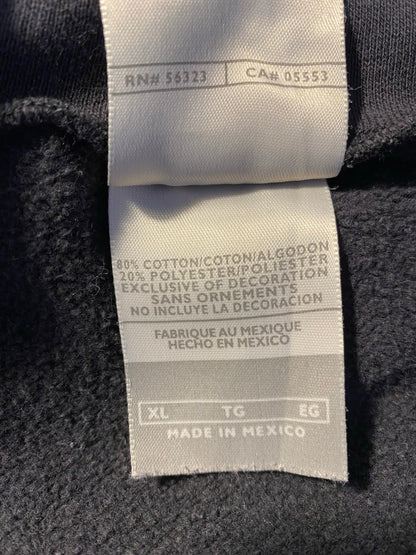 RN# 56323 CA# 05553
80% COTTON/COTON/ALGODON
20% POLYESTER/POLIESTER
EXCLUSIVE OF DECORATION
SANS ORNEMENTS
NO INCLUYE LA DECORACION
FABRIQUE AU MEXIQUE
HECHO EN MEXICO
XL TG EG
MADE IN MEXICO